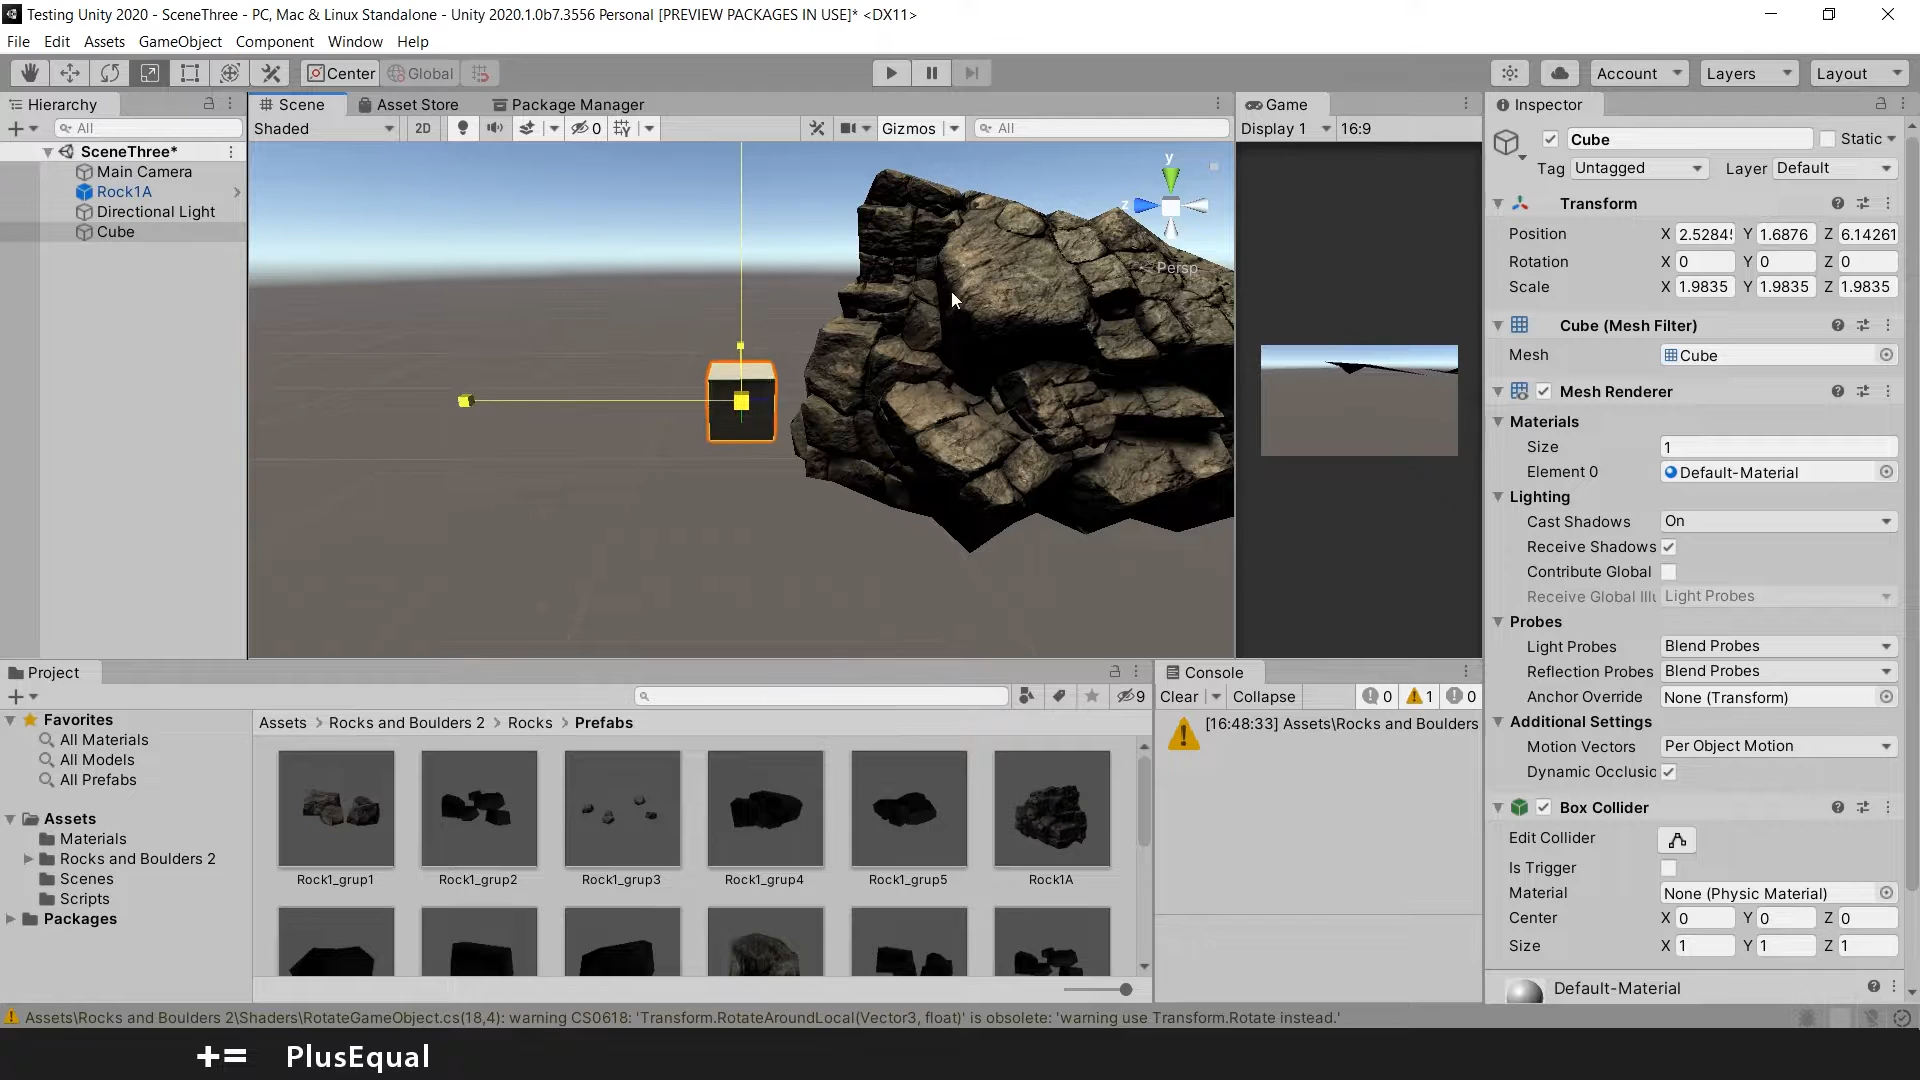 Testing Unity 2020 - SceneThree - PC, Mac & Linux Standalone - Unity 2020.1.0b7.3556 Personal [PREVIEW PACKAGES IN USE]* <DX11>
File Edit Assets GameObject Component Window Help
Center Global Account Layers Layout
Hierarchy
All
SceneThree*
Main Camera
Rock1A
Directional Light
Cube
Scene Asset Store Package Manager
Shaded 2D 0 Gizmos All
y
z
Persp
Game
Display 1 16:9
Inspector
Cube Static
Tag Untagged Layer Default
Transform
Position X 2.5284 Y 1.6876 Z 6.14261
Rotation X 0 Y 0 Z 0
Scale X 1.9835 Y 1.9835 Z 1.9835
Cube (Mesh Filter)
Mesh Cube
Mesh Renderer
Materials
Size 1
Element 0 Default-Material
Lighting
Cast Shadows On
Receive Shadows
Contribute Global
Receive Global Illu Light Probes
Probes
Light Probes Blend Probes
Reflection Probes Blend Probes
Anchor Override None (Transform)
Additional Settings
Motion Vectors Per Object Motion
Dynamic Occlusio
Box Collider
Edit Collider
Is Trigger
Material None (Physic Material)
Center X 0 Y 0 Z 0
Size X 1 Y 1 Z 1
Default-Material
Project
9
Favorites
All Materials
All Models
All Prefabs
Assets
Materials
Rocks and Boulders 2
Scenes
Scripts
Packages
Assets > Rocks and Boulders 2 > Rocks > Prefabs
Rock1_grup1 Rock1_grup2 Rock1_grup3 Rock1_grup4 Rock1_grup5 Rock1A
Console
Clear Collapse 0 1 0
[16:48:33] Assets\Rocks and Boulders
Assets\Rocks and Boulders 2\Shaders\RotateGameObject.cs(18,4): warning CS0618: 'Transform.RotateAroundLocal(Vector3, float)' is obsolete: 'warning use Transform.Rotate instead.'
+= PlusEqual